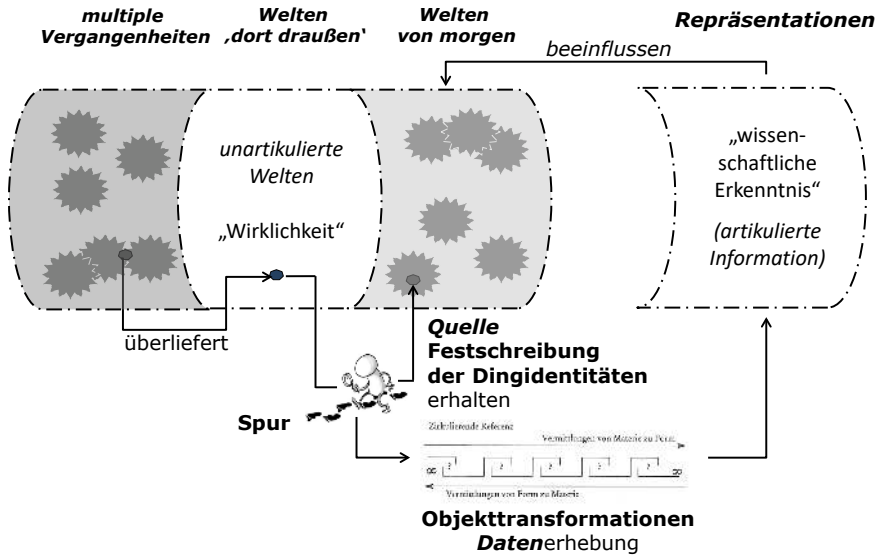 multiple
Vergangenheiten
Welten
‚dort draußen‘
Welten
von morgen
Repräsentationen
beeinflussen
unartikulierte
Welten
„Wirklichkeit“
„wissen-
schaftliche
Erkenntnis“
(artikulierte
Information)
überliefert
Quelle
Festschreibung
der Dingidentitäten
erhalten
Spur
Zirkulierende Referenz
Vermittlungen von Materie zu Form
? ? ? ? ?
Vermittlungen von Form zu Materie
Objekttransformationen
Datenerhebung